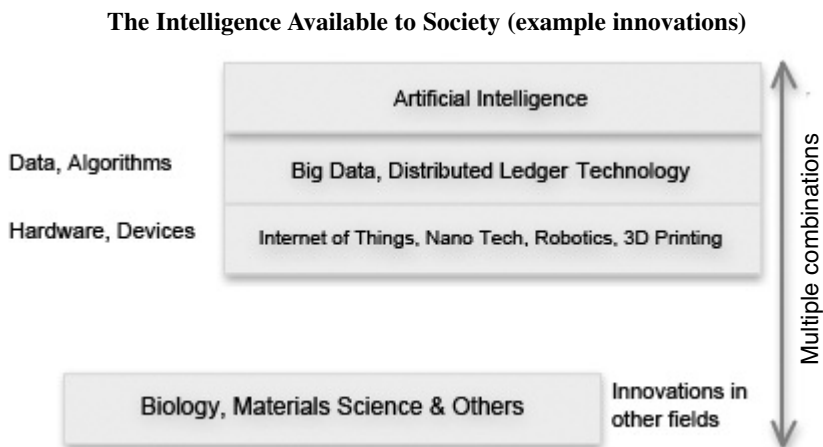 The Intelligence Available to Society (example innovations)
Artificial Intelligence
Data, Algorithms
Big Data, Distributed Ledger Technology
Hardware, Devices
Internet of Things, Nano Tech, Robotics, 3D Printing
Multiple combinations
Biology, Materials Science & Others
Innovations in
other fields